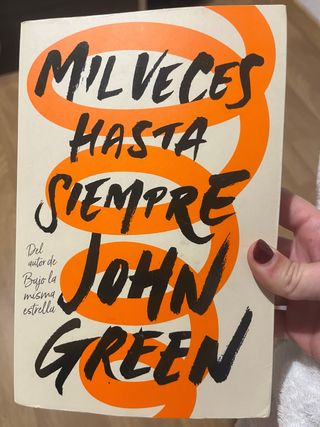 MIL VECES
HASTA
SIEMPRE
Del
autor de
Bajo la
misma
estrella
JOHN
GREEN